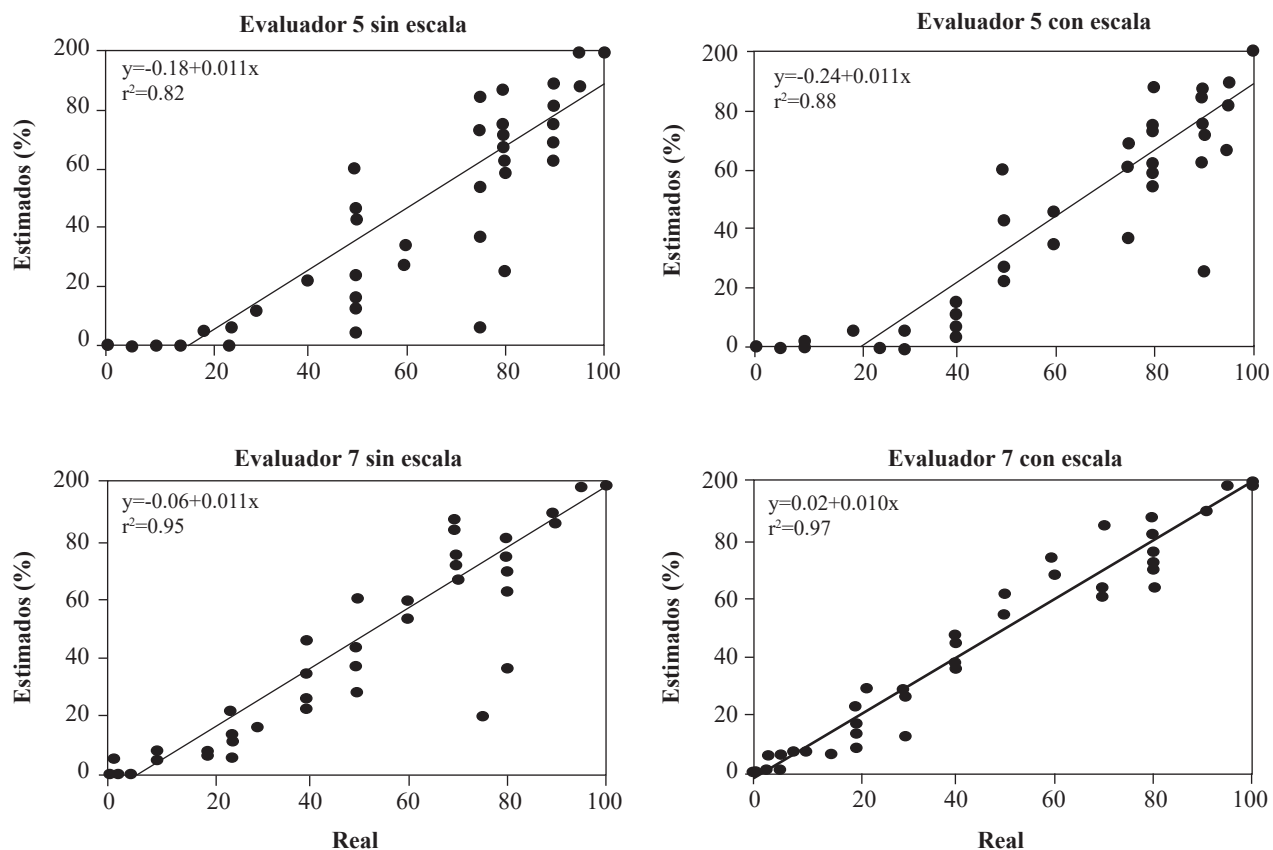 Evaluador 5 sin escala
y=-0.18+0.011x
r²=0.82
Estimados (%)
200
80
60
40
20
0
0 20 40 60 80 100
Evaluador 5 con escala
y=-0.24+0.011x
r²=0.88
Estimados (%)
200
80
60
40
20
0
0 20 40 60 80 100
Evaluador 7 sin escala
y=-0.06+0.011x
r²=0.95
Estimados (%)
200
80
60
40
20
0
0 20 40 60 80 100
Real
Evaluador 7 con escala
y=0.02+0.010x
r²=0.97
Estimados (%)
200
80
60
40
20
0
0 20 40 60 80 100
Real